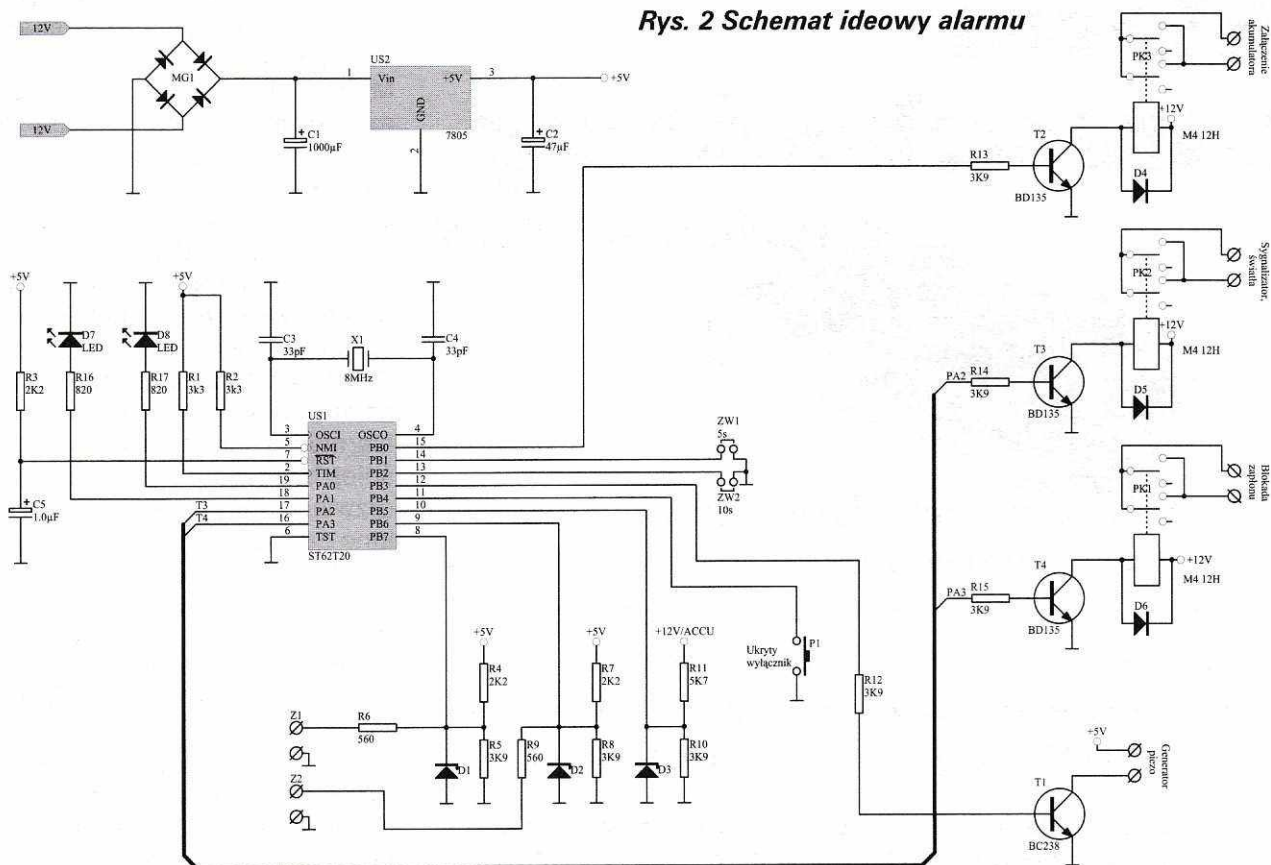 Rys. 2 Schemat ideowy alarmu
12V
12V
MG1
C1
1000µF
US2
1
Vin
+5V
3
GND
2
7805
C2
47µF
+5V
R13
3K9
T2
BD135
PK3
+12V
M4 12H
D4
Załączenie
akumulatora
+5V
R3
2K2
C5
1.0µF
D7
LED
R16
820
D8
LED
R17
820
+5V
R1
3k3
R2
3k3
C3
33pF
X1
8MHz
C4
33pF
US1
3 OSCI OSCO 4
5 NMI PB0 15
7 RST PB1 14
2 TIM PB2 13
19 PA0 PB3 12
18 PA1 PB4 11
T3 17 PA2 PB5 10
T4 16 PA3 PB6 9
6 TST PB7 8
ST62T20
ZW1
5s
ZW2
10s
PA2
R14
3K9
T3
BD135
PK2
+12V
M4 12H
D5
Sygnalizator,
światła
PA3
R15
3K9
T4
BD135
PK1
+12V
M4 12H
D6
Blokada
zapłonu
Z1
R6
560
Z2
+5V
R4
2K2
R5
3K9
D1
R9
560
+5V
R7
2K2
R8
3K9
D2
+12V/ACCU
R11
5K7
R10
3K9
D3
Ukryty
wyłącznik
P1
R12
3K9
T1
BC238
+5V
Generator
piezo